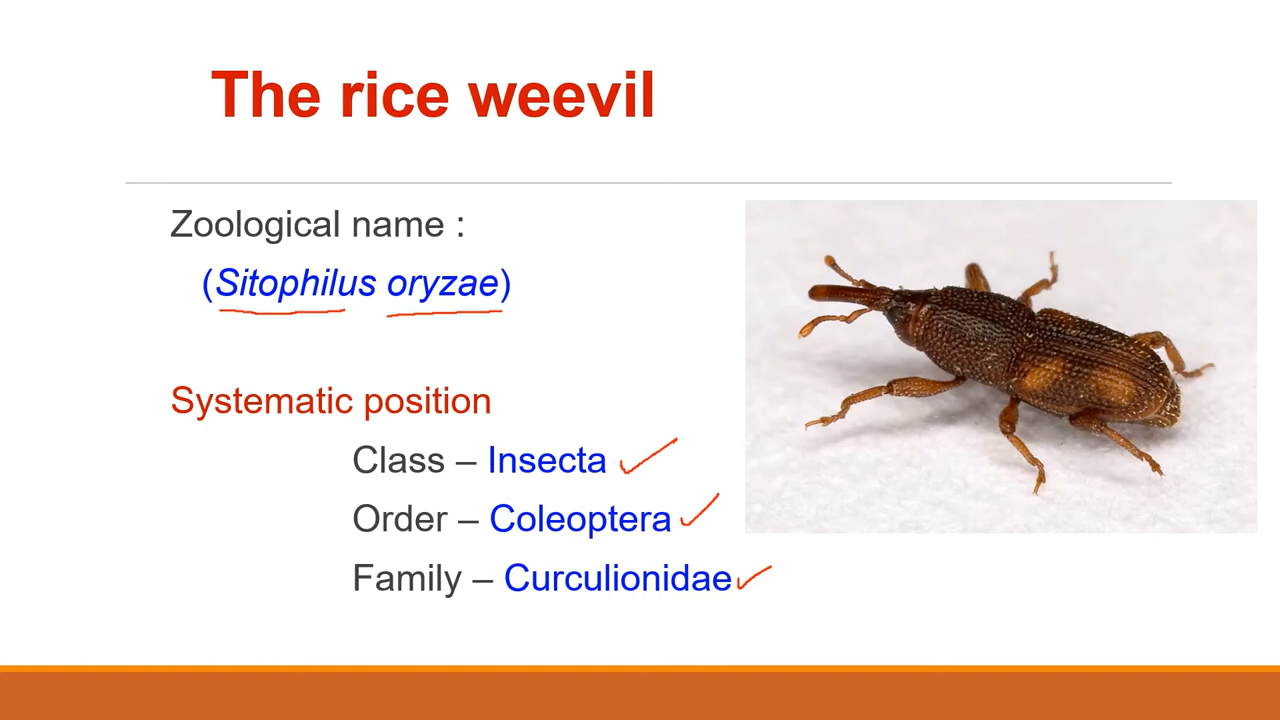 The rice weevil
Zoological name :
(Sitophilus oryzae)
Systematic position
Class – Insecta
Order – Coleoptera
Family – Curculionidae